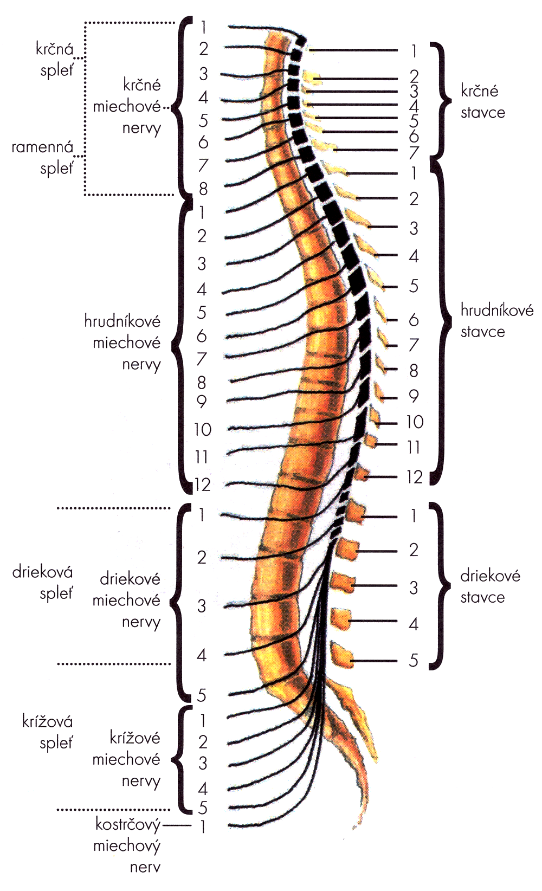 krčná
spleť
ramenná
spleť
krčné
miechové
nervy
1
2
3
4
5
6
7
8
hrudníkové
miechové
nervy
1
2
3
4
5
6
7
8
9
10
11
12
drieková
spleť
driekové
miechové
nervy
1
2
3
4
5
krížová
spleť
krížové
miechové
nervy
1
2
3
4
5
kostrčový
miechový
nerv
1
1
2
3
4
5
6
7
krčné
stavce
1
2
3
4
5
6
7
8
9
10
11
12
hrudníkové
stavce
1
2
3
4
5
driekové
stavce